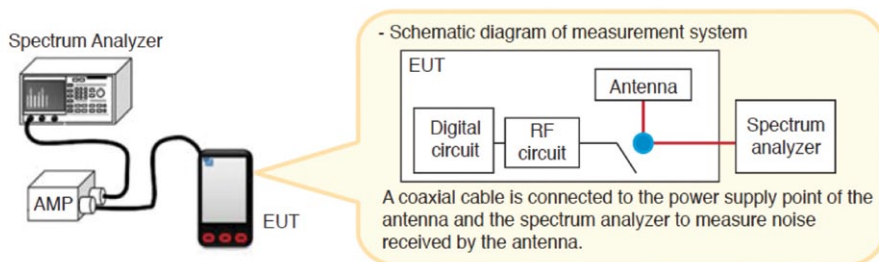 Spectrum Analyzer
AMP
EUT
- Schematic diagram of measurement system
EUT
Antenna
Digital
circuit
RF
circuit
Spectrum
analyzer
A coaxial cable is connected to the power supply point of the
antenna and the spectrum analyzer to measure noise
received by the antenna.